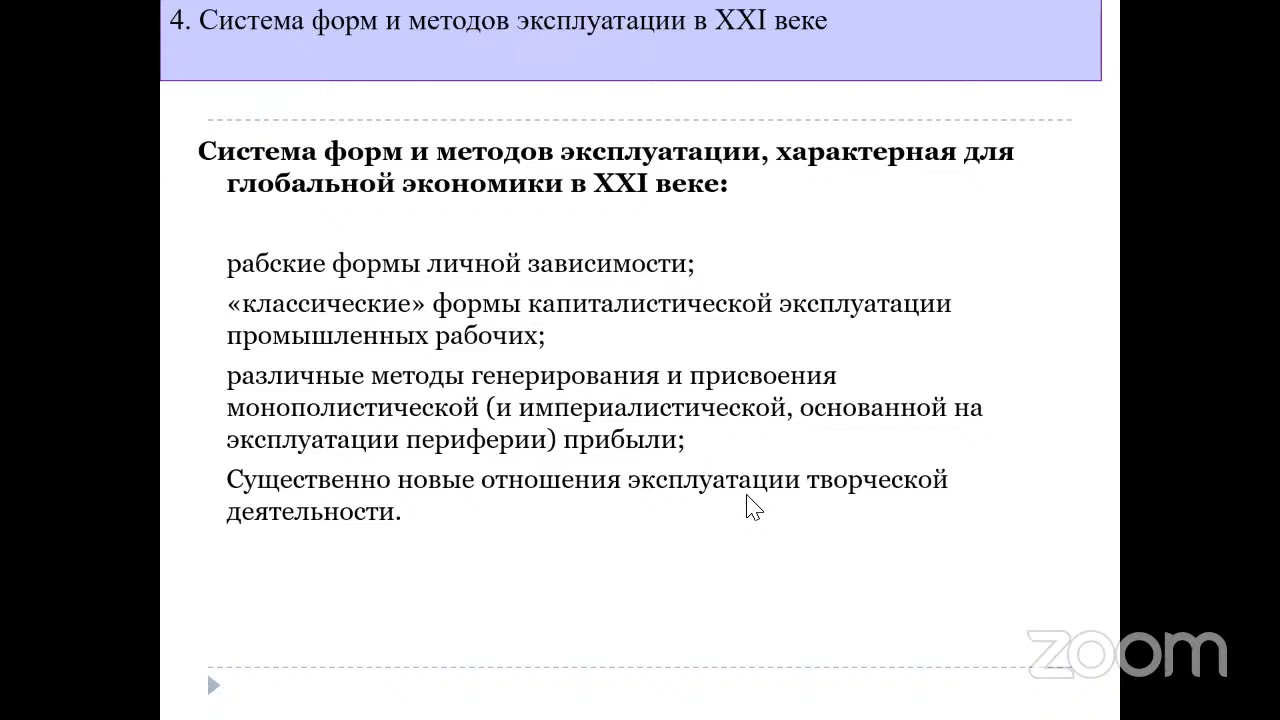 4. Система форм и методов эксплуатации в XXI веке
Система форм и методов эксплуатации, характерная для
глобальной экономики в XXI веке:
рабские формы личной зависимости;
«классические» формы капиталистической эксплуатации
промышленных рабочих;
различные методы генерирования и присвоения
монополистической (и империалистической, основанной на
эксплуатации периферии) прибыли;
Существенно новые отношения эксплуатации творческой
деятельности.
zoom